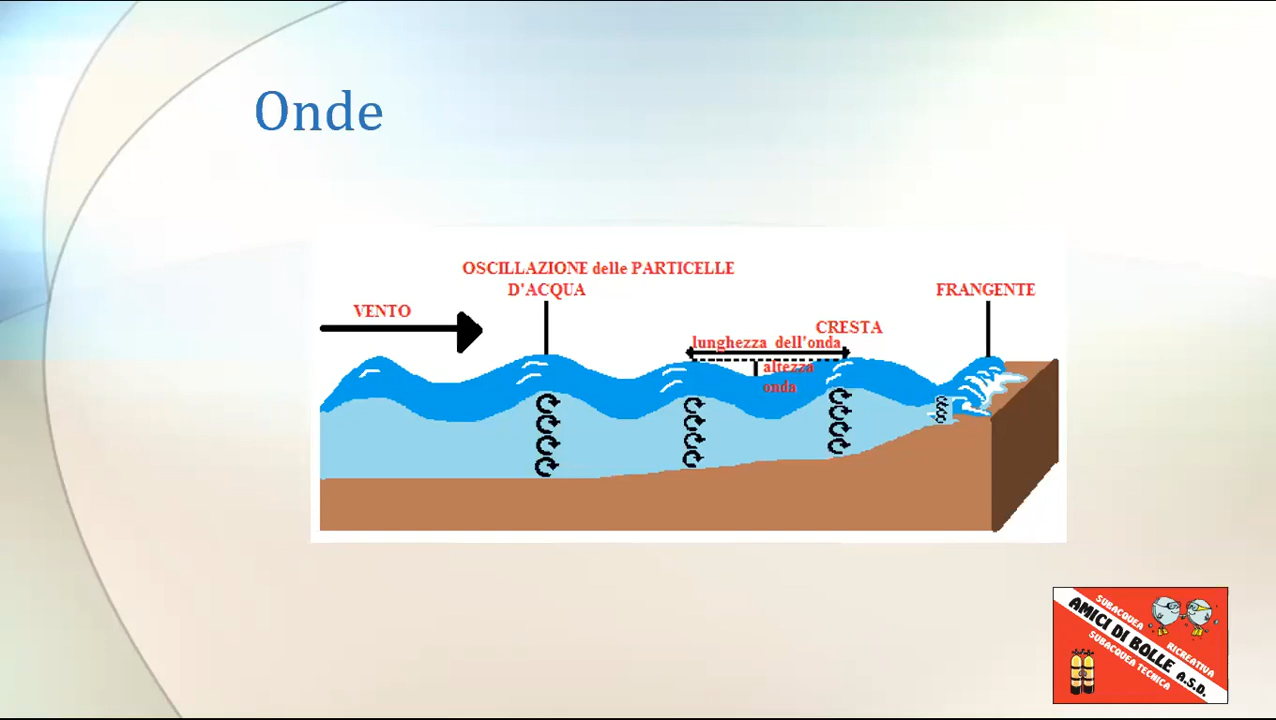 Onde
OSCILLAZIONE delle PARTICELLE
D'ACQUA
VENTO
FRANGENTE
CRESTA
lunghezza dell'onda
altezza
onda
SUBACQUEA
RICREATIVA
AMICI DI BOLLE A.S.D.
SUBACQUEA TECNICA